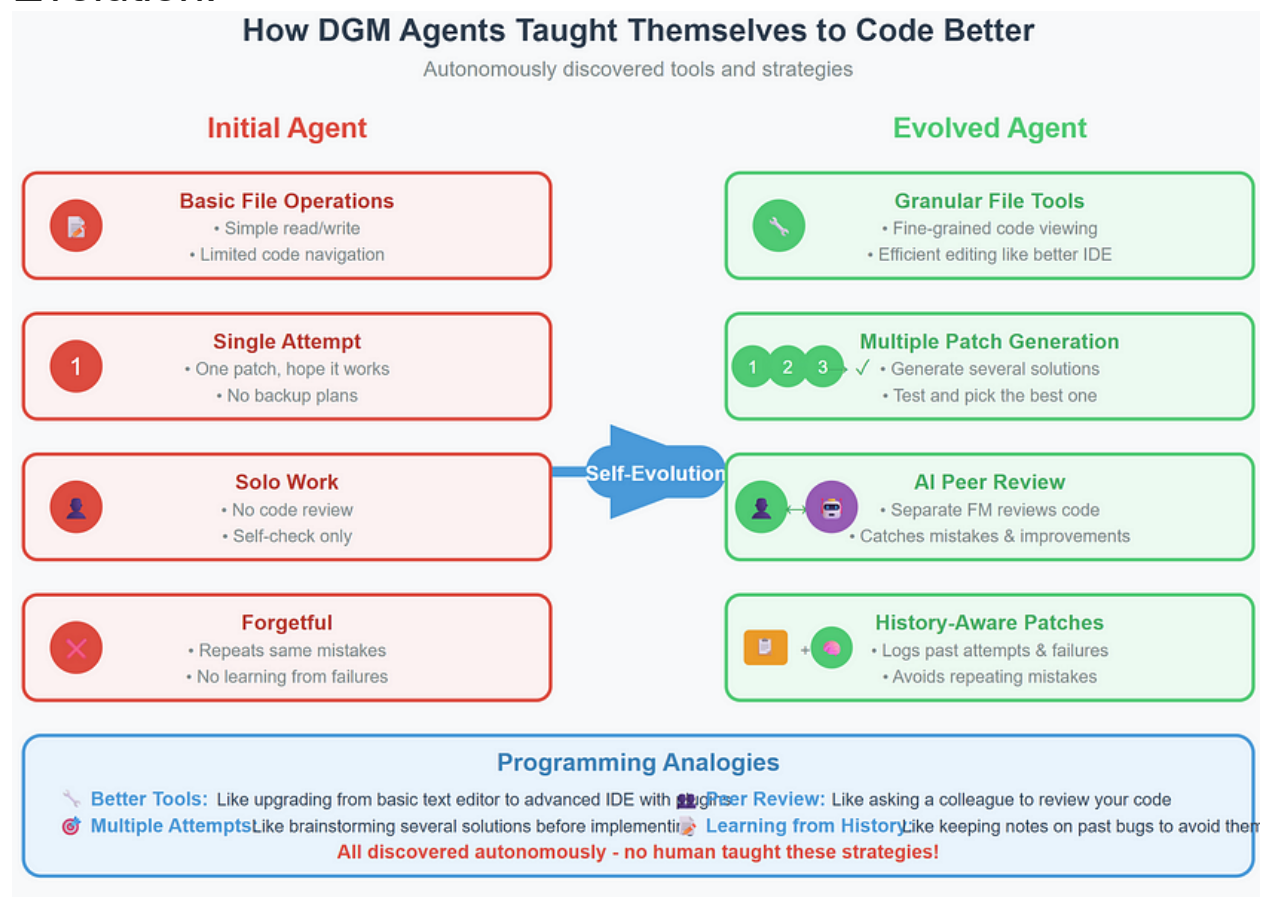 How DGM Agents Taught Themselves to Code Better
Autonomously discovered tools and strategies
Initial Agent
Basic File Operations
• Simple read/write
• Limited code navigation
1
Single Attempt
• One patch, hope it works
• No backup plans
Solo Work
• No code review
• Self-check only
Forgetful
• Repeats same mistakes
• No learning from failures
Self-Evolution
Evolved Agent
Granular File Tools
• Fine-grained code viewing
• Efficient editing like better IDE
1 2 3 → ✓
Multiple Patch Generation
• Generate several solutions
• Test and pick the best one
AI Peer Review
• Separate FM reviews code
• Catches mistakes & improvements
+
History-Aware Patches
• Logs past attempts & failures
• Avoids repeating mistakes
Programming Analogies
Better Tools: Like upgrading from basic text editor to advanced IDE with plugins
Peer Review: Like asking a colleague to review your code
Multiple Attempts: Like brainstorming several solutions before implementing
Learning from History: Like keeping notes on past bugs to avoid them
All discovered autonomously - no human taught these strategies!